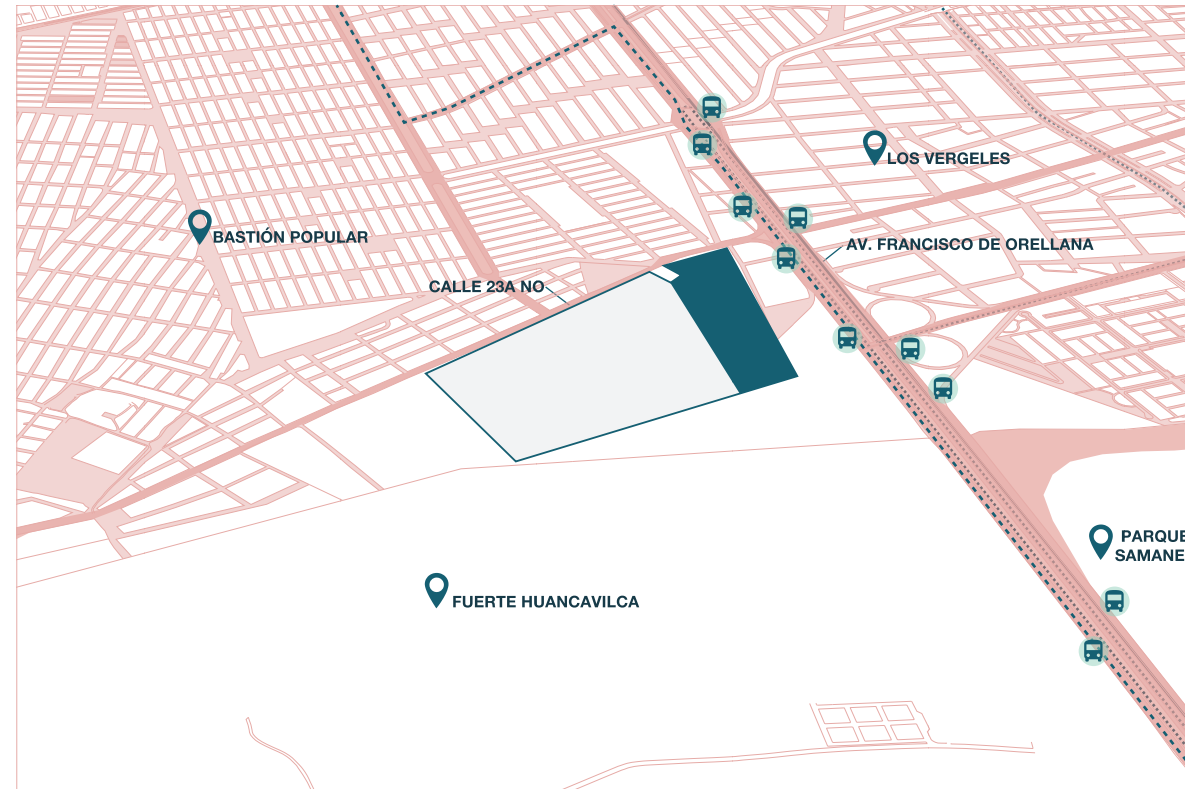 LOS VERGELES
BASTIÓN POPULAR
AV. FRANCISCO DE ORELLANA
CALLE 23A NO
PARQUE
SAMANE
FUERTE HUANCAVILCA